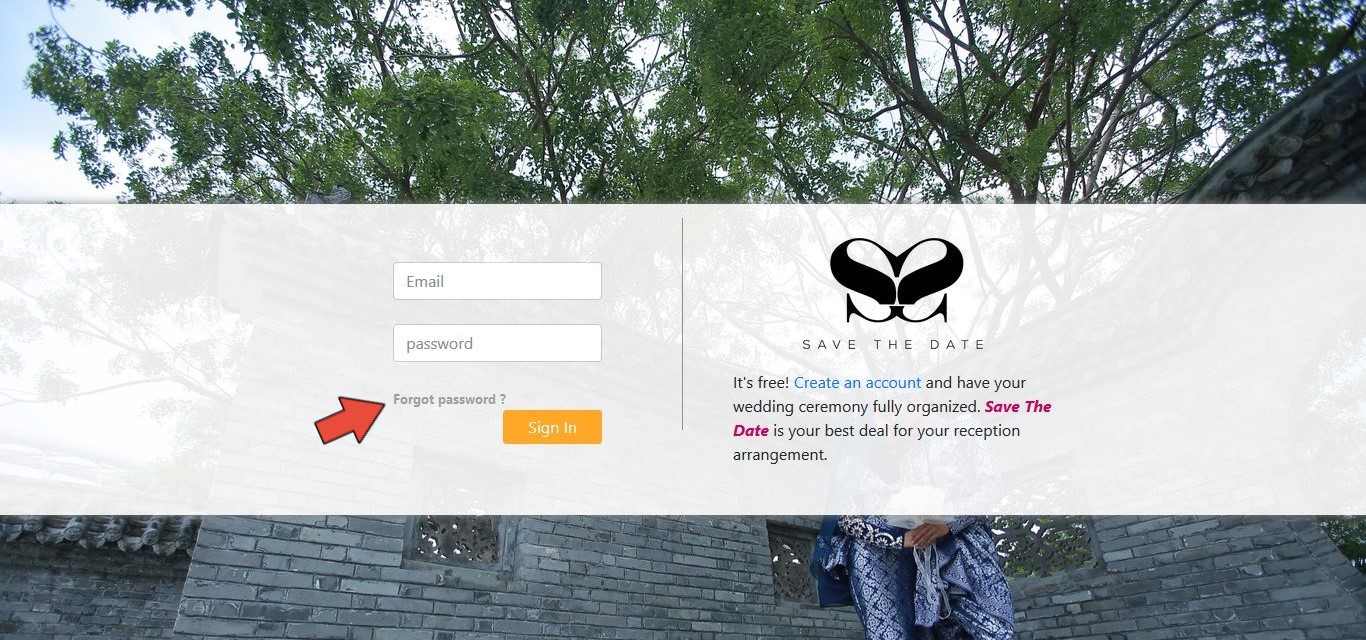 Email
password
Forgot password ?
Sign In
SAVE THE DATE
It's free! Create an account and have your
wedding ceremony fully organized. Save The
Date is your best deal for your reception
arrangement.